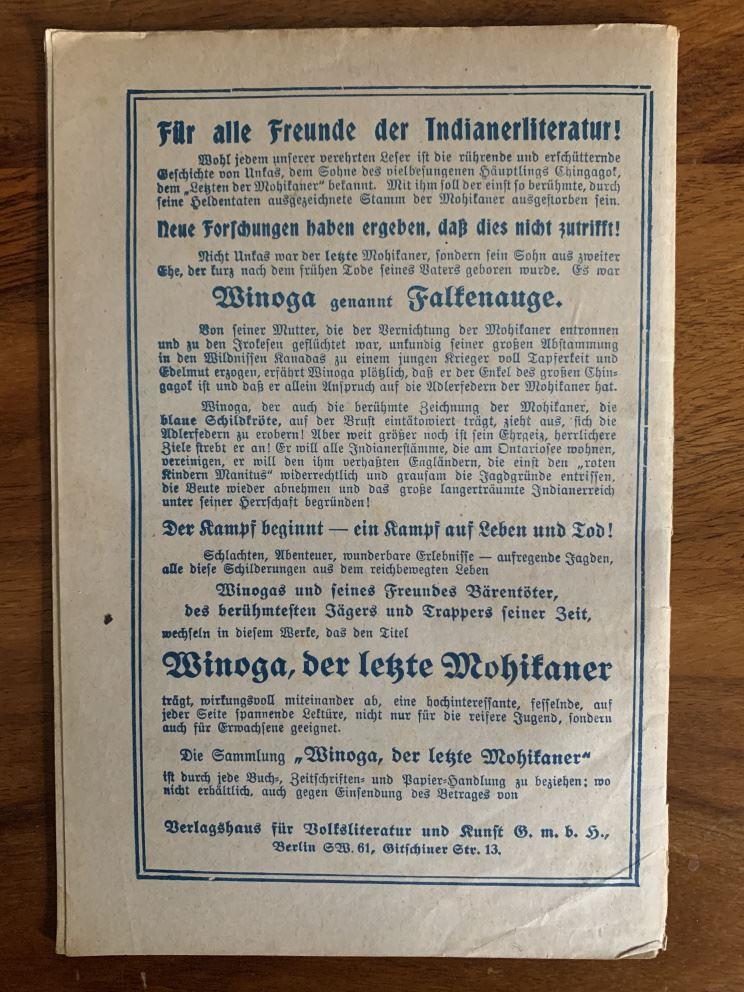 Für alle Freunde der Indianerliteratur!
Wohl jedem unserer verehrten Leser ist die rührende und erschütternde
Geschichte von Unkas, dem Sohne des vielbesungenen Häuptlings Chingagok,
dem „Letzten der Mohikaner“ bekannt. Mit ihm soll der einst so berühmte, durch
seine Heldentaten ausgezeichnete Stamm der Mohikaner ausgestorben sein.
Neue Forschungen haben ergeben, daß dies nicht zutrifft!
Nicht Unkas war der letzte Mohikaner, sondern sein Sohn aus zweiter
Ehe, der kurz nach dem frühen Tode seines Vaters geboren wurde. Es war
Winoga genannt Falkenauge.
Von seiner Mutter, die der Vernichtung der Mohikaner entronnen
und zu den Irokesen geflüchtet war, unkundig seiner großen Abstammung
in den Wildnissen Kanadas zu einem jungen Krieger voll Tapferkeit und
Edelmut erzogen, erfährt Winoga plötzlich, daß er der Enkel des großen Chin-
gagok ist und daß er allein Anspruch auf die Adlerfedern der Mohikaner hat.
Winoga, der auch die berühmte Zeichnung der Mohikaner, die
blaue Schildkröte, auf der Brust eintätowiert trägt, zieht aus, sich die
Adlerfedern zu erobern! Aber weit größer noch ist sein Ehrgeiz, herrlichere
Ziele strebt er an! Er will alle Indianerstämme, die am Ontariosee wohnen,
vereinigen, er will den ihm verhaßten Engländern, die einst den „roten
Kindern Manitus“ widerrechtlich und grausam die Jagdgründe entrissen,
die Beute wieder abnehmen und das große langerträumte Indianerreich
unter seiner Herrschaft begründen!
Der Kampf beginnt — ein Kampf auf Leben und Tod!
Schlachten, Abenteuer, wunderbare Erlebnisse — aufregende Jagden,
alle diese Schilderungen aus dem reichbewegten Leben
Winogas und seines Freundes Bärentöter,
des berühmtesten Jägers und Trappers seiner Zeit,
wechseln in diesem Werke, das den Titel
Winoga, der letzte Mohikaner
trägt, wirkungsvoll miteinander ab, eine hochinteressante, fesselnde, auf
jeder Seite spannende Lektüre, nicht nur für die reifere Jugend, sondern
auch für Erwachsene geeignet.
Die Sammlung „Winoga, der letzte Mohikaner“
ist durch jede Buch-, Zeitschriften- und Papier-Handlung zu beziehen; wo
nicht erhältlich, auch gegen Einsendung des Betrages von
Verlagshaus für Volksliteratur und Kunst G. m. b. H.,
Berlin SW. 61, Gitschiner Str. 13.